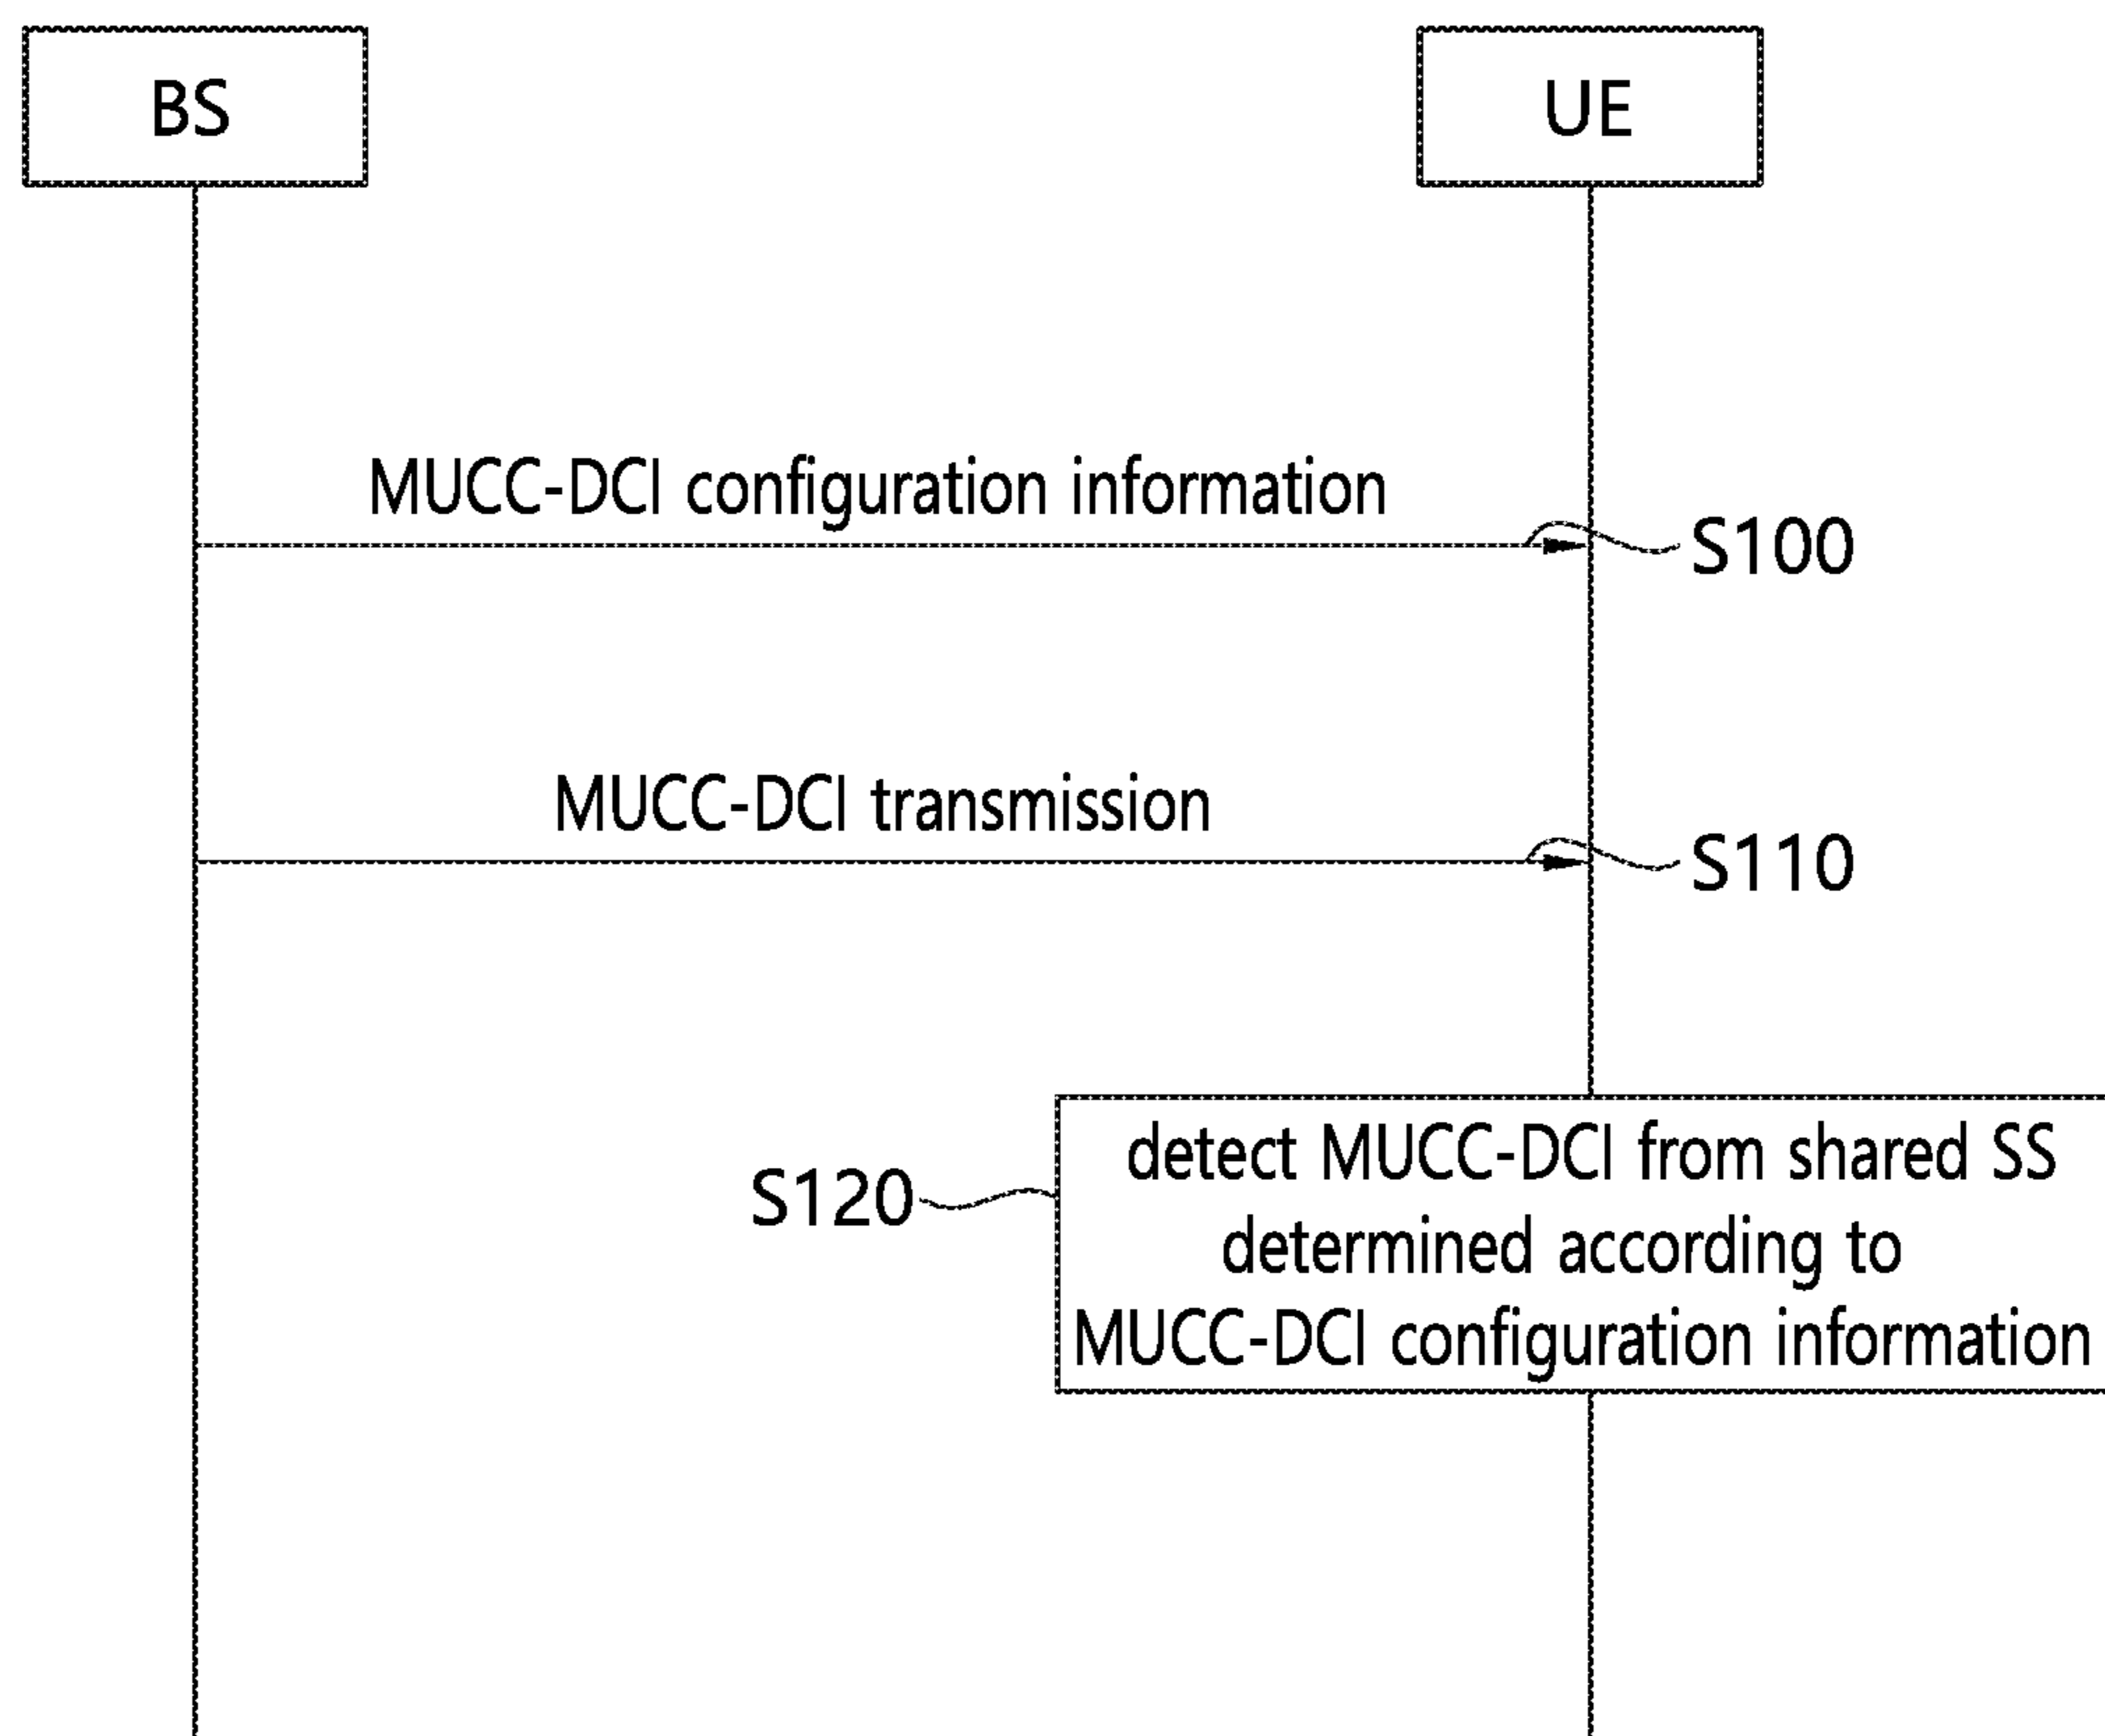 BS
UE
MUCC-DCI configuration information
S100
MUCC-DCI transmission
S110
S120
detect MUCC-DCI from shared SS
determined according to
MUCC-DCI configuration information